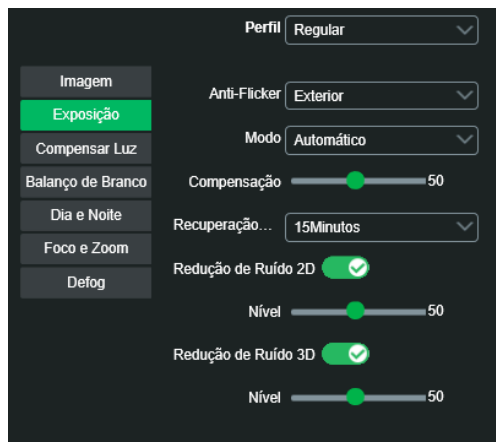 Perfil Regular
Imagem
Exposição
Compensar Luz
Balanço de Branco
Dia e Noite
Foco e Zoom
Defog
Anti-Flicker Exterior
Modo Automático
Compensação 50
Recuperação... 15Minutos
Redução de Ruído 2D
Nível 50
Redução de Ruído 3D
Nível 50